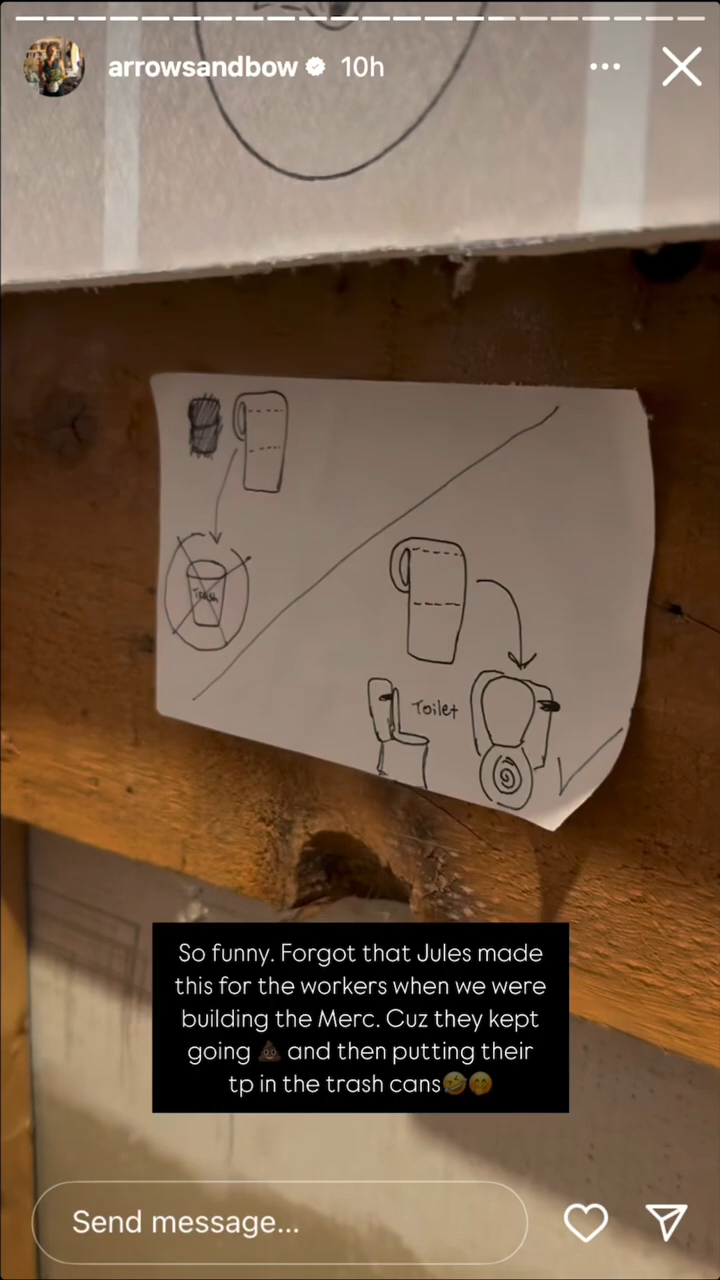 arrowsandbow 10h
Trash
Toilet
So funny. Forgot that Jules made
this for the workers when we were
building the Merc. Cuz they kept
going 💩 and then putting their
tp in the trash cans🤣🤭
Send message...